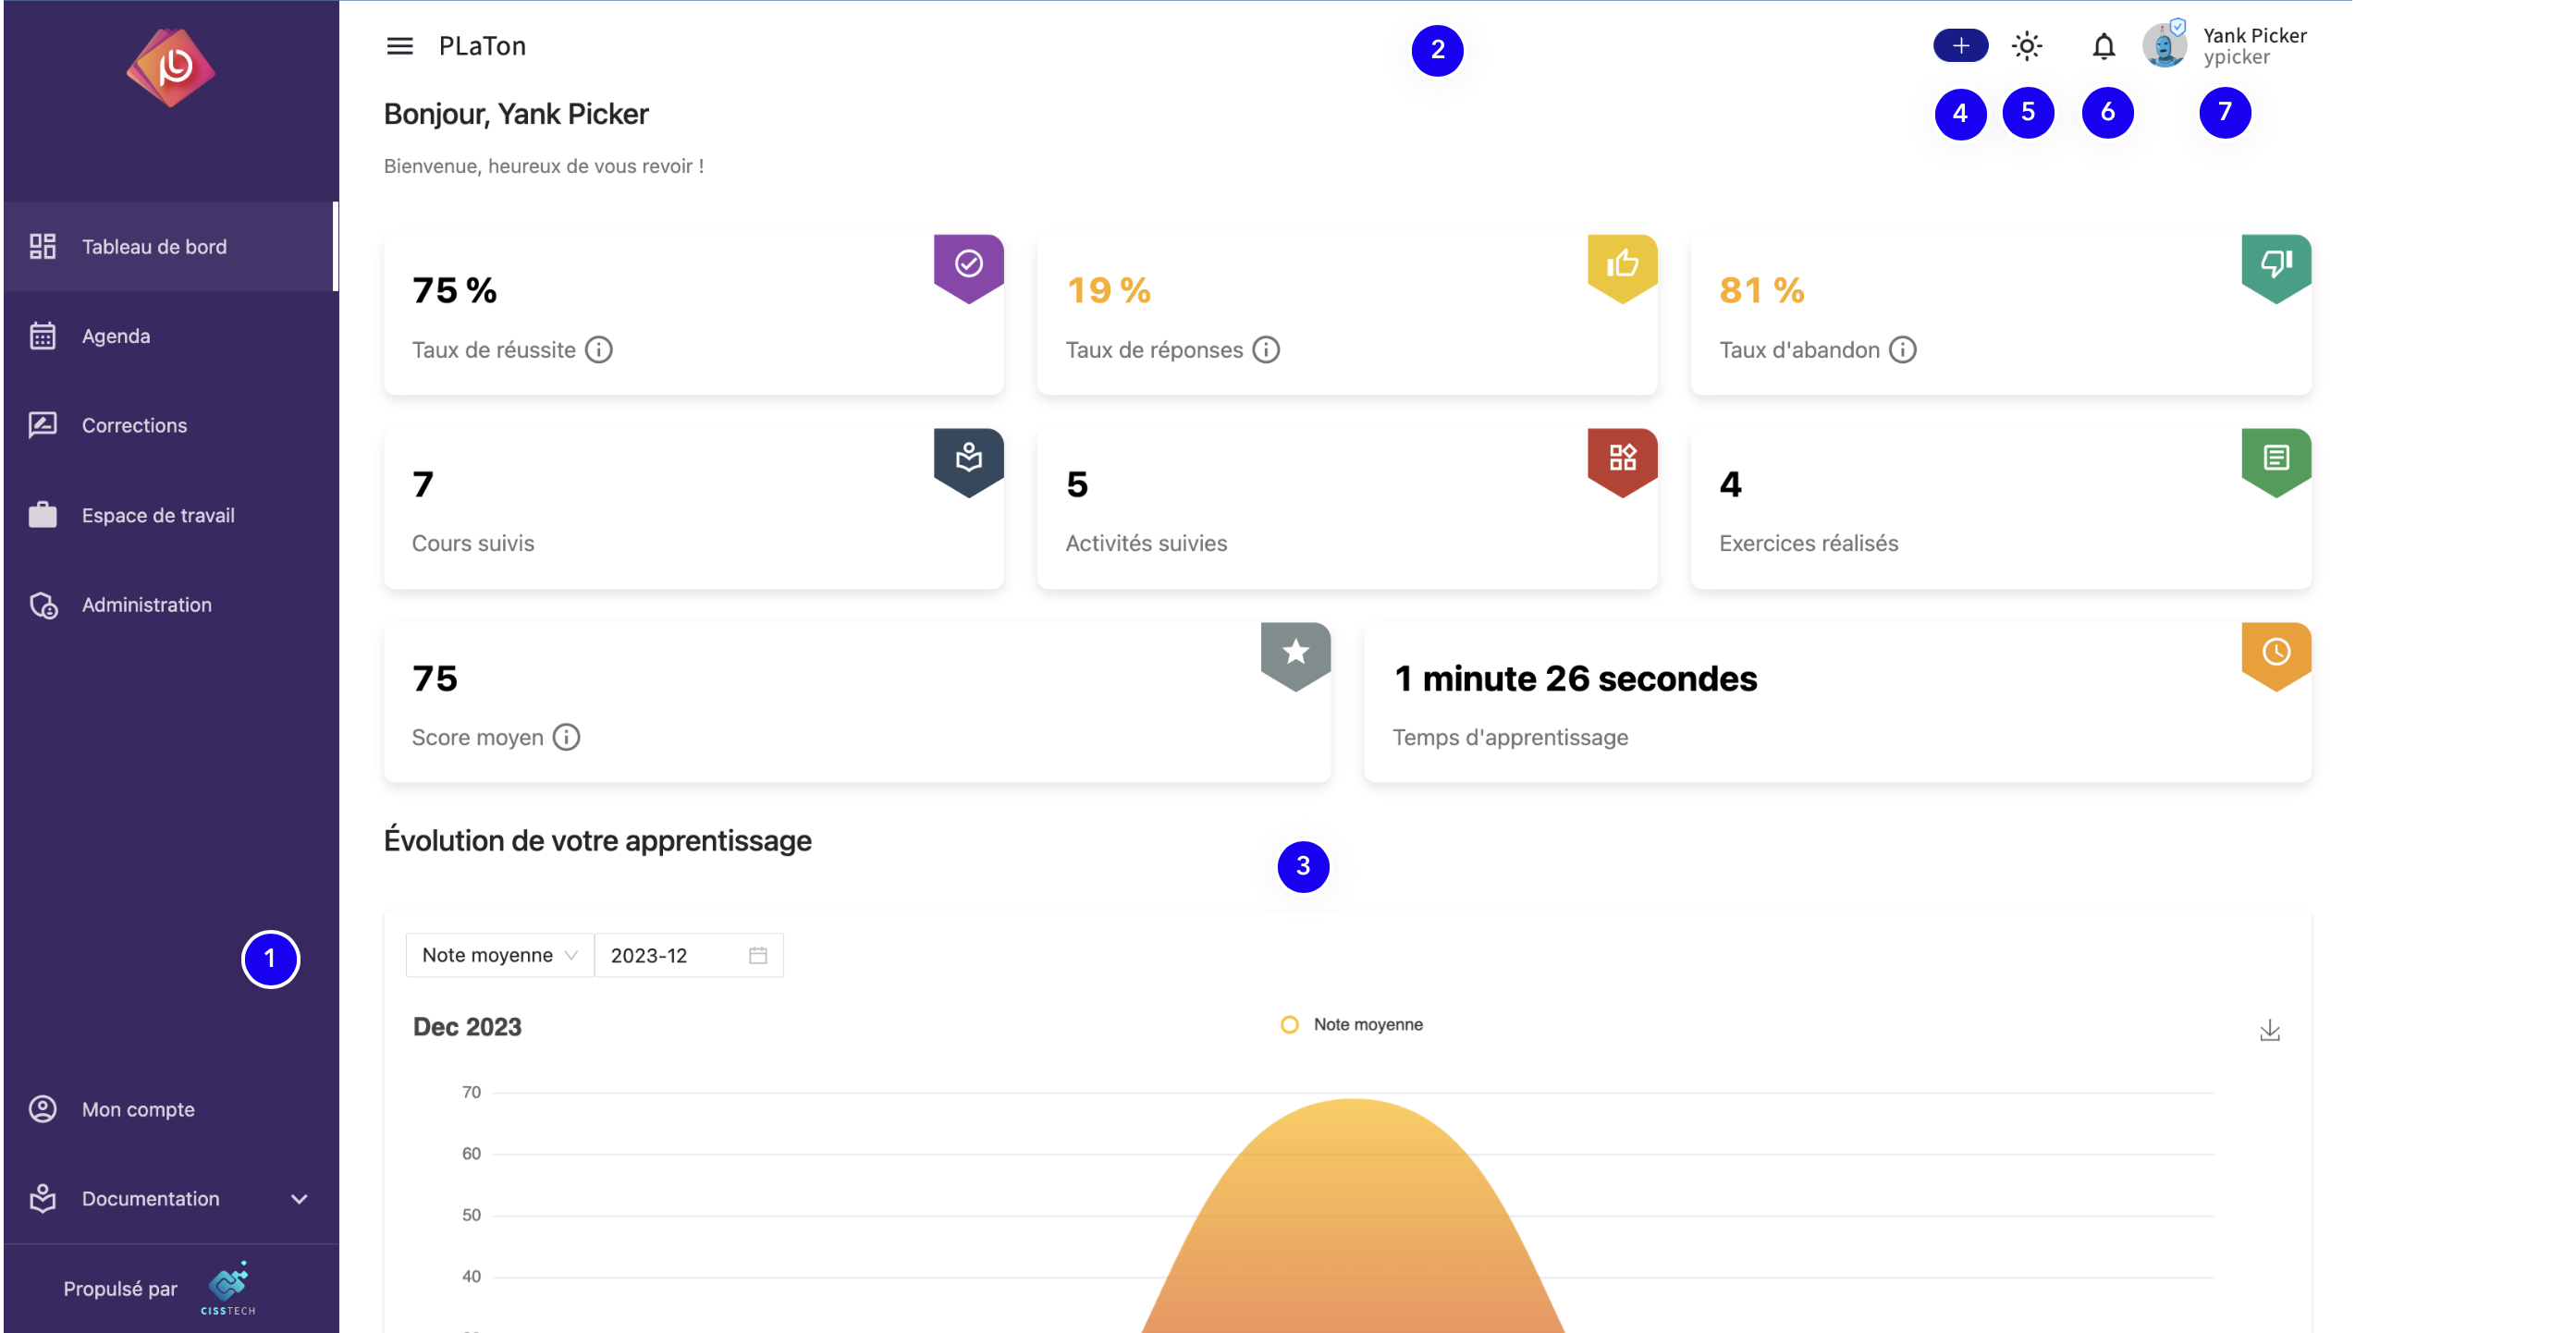 Tableau de bord
Agenda
Corrections
Espace de travail
Administration
1
Mon compte
Documentation
Propulsé par
CISSTECH
PLaTon
2
Yank Picker
ypicker
4
5
6
7
Bonjour, Yank Picker
Bienvenue, heureux de vous revoir !
75 %
Taux de réussite
19 %
Taux de réponses
81 %
Taux d'abandon
7
Cours suivis
5
Activités suivies
4
Exercices réalisés
75
Score moyen
1 minute 26 secondes
Temps d'apprentissage
Évolution de votre apprentissage
3
Note moyenne
2023-12
Dec 2023
Note moyenne
70
60
50
40